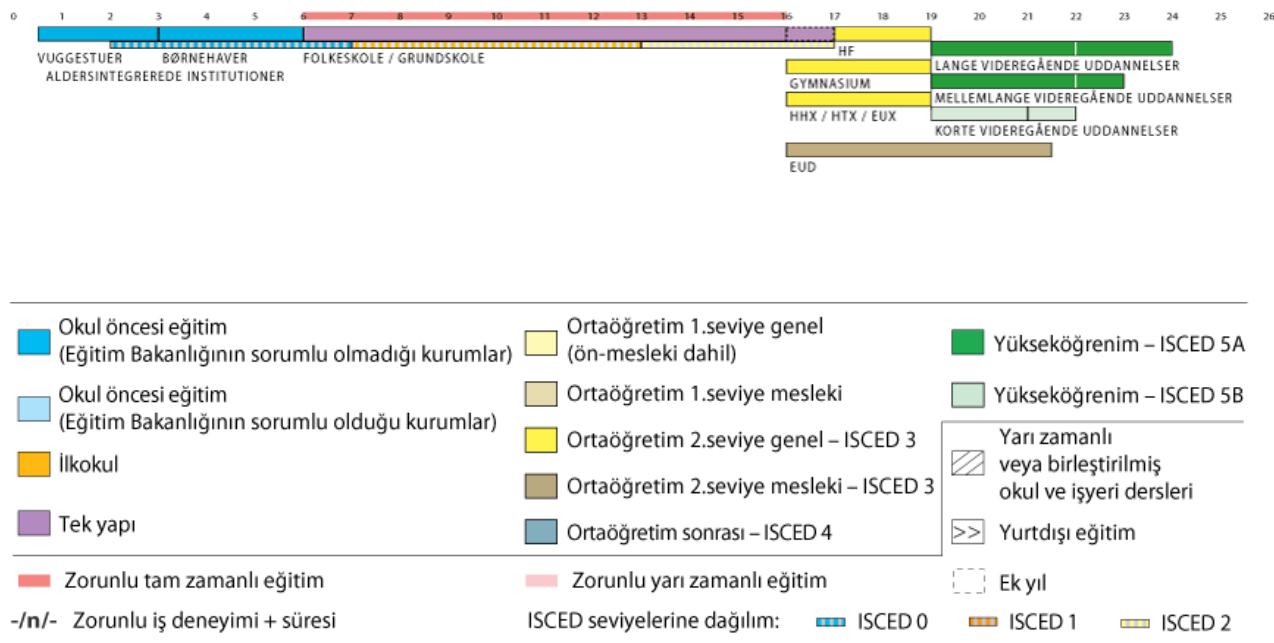 0 1 2 3 4 5 6 7 8 9 10 11 12 13 14 15 16 17 18 19 20 21 22 23 24 25 26
VUGGESTUER BØRNEHAVER FOLKESKOLE / GRUNDSKOLE HF
ALDERSINTEGREREDE INSTITUTIONER
LANGE VIDEREGÅENDE UDDANNELSER
GYMNASIUM
MELLEMLANGE VIDEREGÅENDE UDDANNELSER
HHX / HTX / EUX
KORTE VIDEREGÅENDE UDDANNELSER
EUD
Okul öncesi eğitim
(Eğitim Bakanlığının sorumlu olmadığı kurumlar)
Okul öncesi eğitim
(Eğitim Bakanlığının sorumlu olduğu kurumlar)
İlkokul
Tek yapı
Ortaöğretim 1.seviye genel
(ön-mesleki dahil)
Ortaöğretim 1.seviye mesleki
Ortaöğretim 2.seviye genel – ISCED 3
Ortaöğretim 2.seviye mesleki – ISCED 3
Ortaöğretim sonrası – ISCED 4
Yükseköğrenim – ISCED 5A
Yükseköğrenim – ISCED 5B
Yarı zamanlı
veya birleştirilmiş
okul ve işyeri dersleri
>> Yurtdışı eğitim
Zorunlu tam zamanlı eğitim
Zorunlu yarı zamanlı eğitim
Ek yıl
-/n/- Zorunlu iş deneyimi + süresi
ISCED seviyelerine dağılım: ISCED 0 ISCED 1 ISCED 2